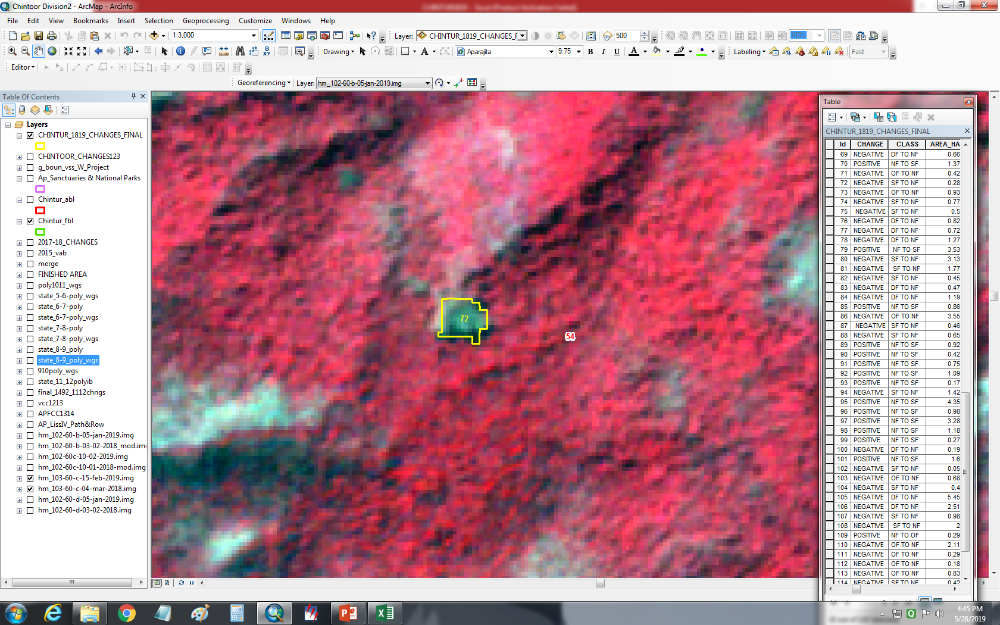 Chintoor Division2 - ArcMap - ArcInfo
File Edit View Bookmarks Insert Selection Geoprocessing Customize Windows Help
1:3,000
Layer: CHINTUR_1819_CHANGES_F
500
100%
Drawing
Aparajita
9.75
B I U A
Labeling
Fast
Editor
Georeferencing
Layer: hm_102-60-b-05-jan-2019.img
Table Of Contents
Layers
CHINTUR_1819_CHANGES_FINAL
CHINTOOR_CHANGES123
g_boun_vss_W_Project
Ap_Sanctuaries & National Parks
Chintur_abl
Chintur_fbl
2017-18_CHANGES
2015_vab
merge
FINISHED AREA
poly1011_wgs
state_5-6-poly_wgs
state_6-7-poly
state_6-7-poly_wgs
state_7-8-poly
state_7-8-poly_wgs
state_8-9_poly
state_8-9_poly_wgs
910poly_wgs
state_11_12polyib
final_1492_1112chngs
vcc1213
APFCC1314
AP_LissIV_Path&Row
hm_102-60-b-05-jan-2019.img
hm_102-60-b-03-02-2018_mod.img
hm_102-60c-10-02-2019.img
hm_102-60c-10-01-2018-mod.img
hm_103-60-c-15-feb-2019.img
hm_103-60-c-04-mar-2018.img
hm_102-60-d-05-jan-2019.img
hm_102-60-d-03-02-2018.img
72
54
Table
CHINTUR_1819_CHANGES_FINAL
Id CHANGE CLASS AREA_HA
69 NEGATIVE DF TO NF 0.66
70 POSITIVE NF TO SF 1.37
71 NEGATIVE OF TO NF 0.42
72 NEGATIVE SF TO NF 0.28
73 NEGATIVE OF TO NF 0.93
74 NEGATIVE SF TO NF 0.77
75 NEGATIVE SF TO NF 0.5
76 NEGATIVE DF TO NF 0.82
77 NEGATIVE DF TO NF 0.72
78 NEGATIVE DF TO NF 1.27
79 POSITIVE NF TO SF 3.53
80 NEGATIVE SF TO NF 3.13
81 NEGATIVE SF TO NF 1.77
82 NEGATIVE SF TO NF 0.45
83 NEGATIVE DF TO NF 0.47
84 NEGATIVE DF TO NF 1.19
85 POSITIVE NF TO SF 0.86
86 NEGATIVE OF TO NF 3.55
87 NEGATIVE SF TO NF 0.46
88 NEGATIVE SF TO NF 0.65
89 POSITIVE NF TO SF 0.92
90 POSITIVE NF TO SF 0.42
91 POSITIVE NF TO SF 0.75
92 POSITIVE NF TO SF 1.09
93 POSITIVE NF TO SF 0.17
94 NEGATIVE SF TO NF 1.42
95 POSITIVE NF TO SF 4.35
96 POSITIVE NF TO SF 0.98
97 POSITIVE NF TO SF 3.28
98 POSITIVE NF TO SF 1.18
99 POSITIVE NF TO SF 0.27
100 NEGATIVE DF TO NF 0.19
101 POSITIVE NF TO SF 1.6
102 NEGATIVE SF TO NF 0.05
103 NEGATIVE OF TO NF 0.68
104 NEGATIVE SF TO NF 0.4
105 NEGATIVE DF TO NF 5.45
106 NEGATIVE DF TO NF 2.51
107 NEGATIVE SF TO NF 0.98
108 NEGATIVE SF TO NF 2
109 POSITIVE NF TO OF 0.29
110 NEGATIVE OF TO NF 2.11
111 NEGATIVE OF TO NF 0.29
112 NEGATIVE OF TO NF 0.18
113 NEGATIVE OF TO NF 0.83
114 NEGATIVE SF TO NF 0.42
4:45 PM
5/28/2019